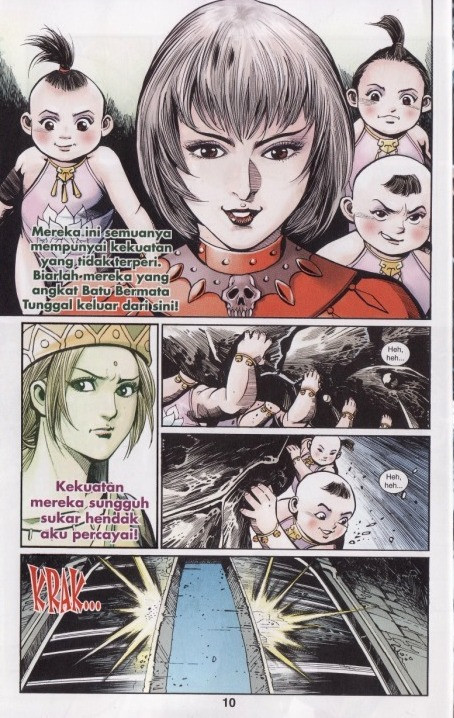 Mereka ini semuanya
mempunyai kekuatan
yang tidak terperi.
Biarlah mereka yang
angkat Batu Bermata
Tunggal keluar dari sini!
Heh,
heh...
Kekuatan
mereka sungguh
sukar hendak
aku percayai!
Heh,
heh...
KRAK...
10